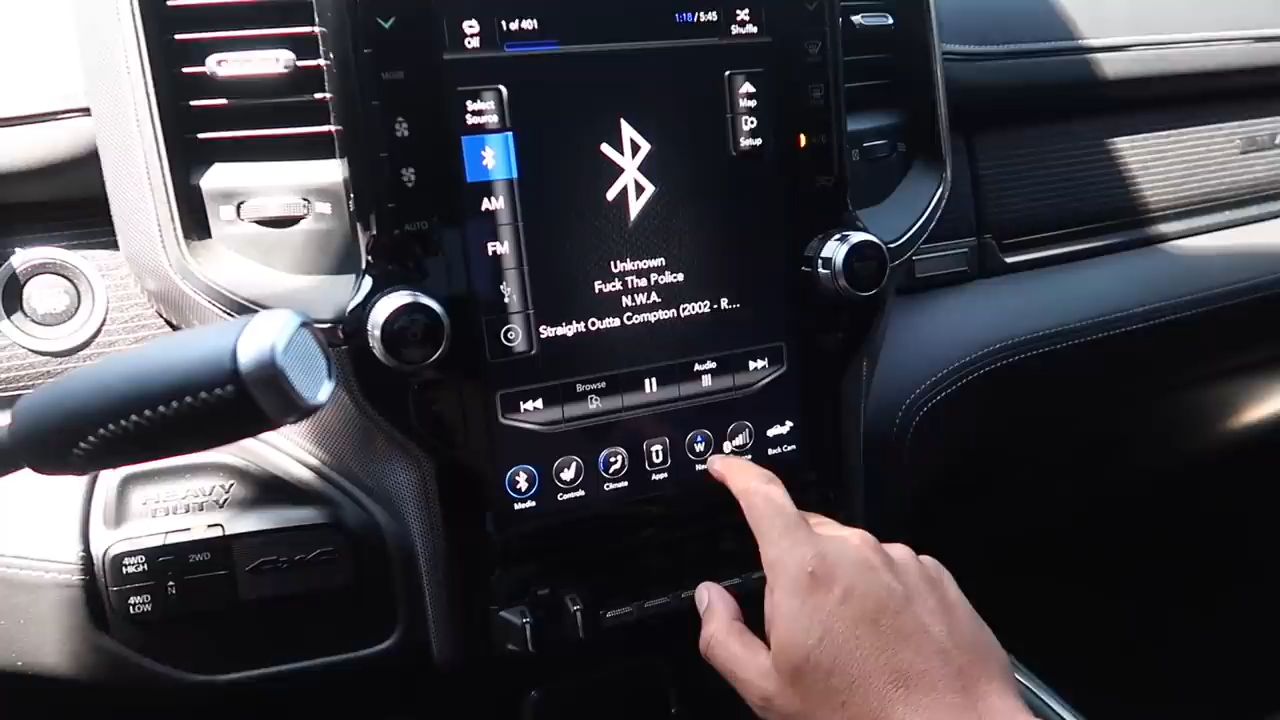 Off
1 of 401
1:18 / 5:45
Shuffle
Select
Source
Map
Setup
AM
FM
AUTO
Unknown
Fuck Tha Police
N.W.A.
Straight Outta Compton (2002 - R...
Browse
Audio
W
Media
Controls
Climate
Apps
Back Cam
HEAVY
DUTY
4WD
HIGH
2WD
N
4WD
LOW